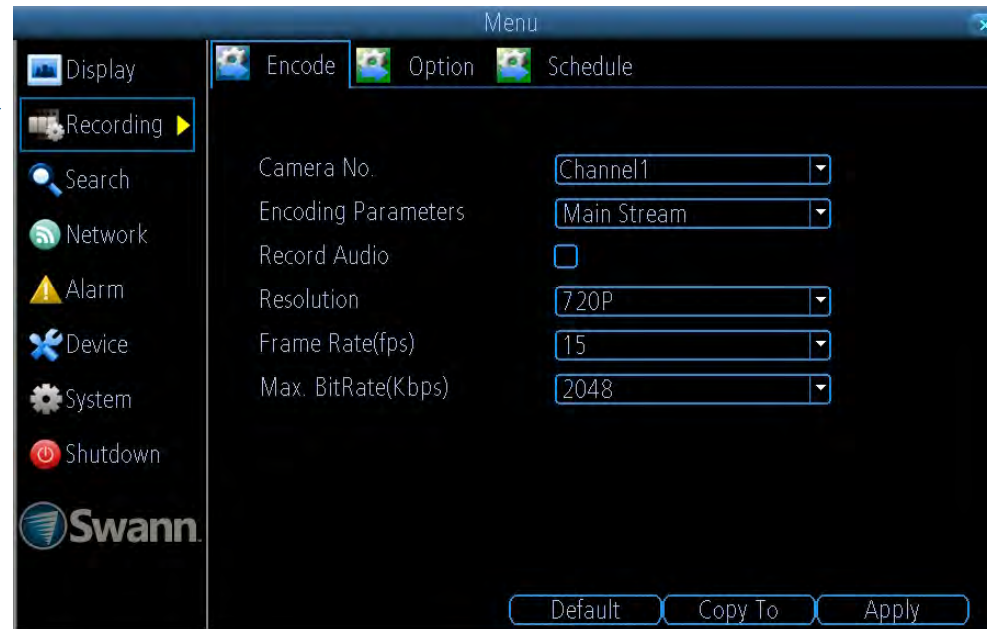 Menu
Display
Recording
Search
Network
Alarm
Device
System
Shutdown
Swann
Encode
Option
Schedule
Camera No. Channel1
Encoding Parameters Main Stream
Record Audio
Resolution 720P
Frame Rate(fps) 15
Max. BitRate(Kbps) 2048
Default Copy To Apply